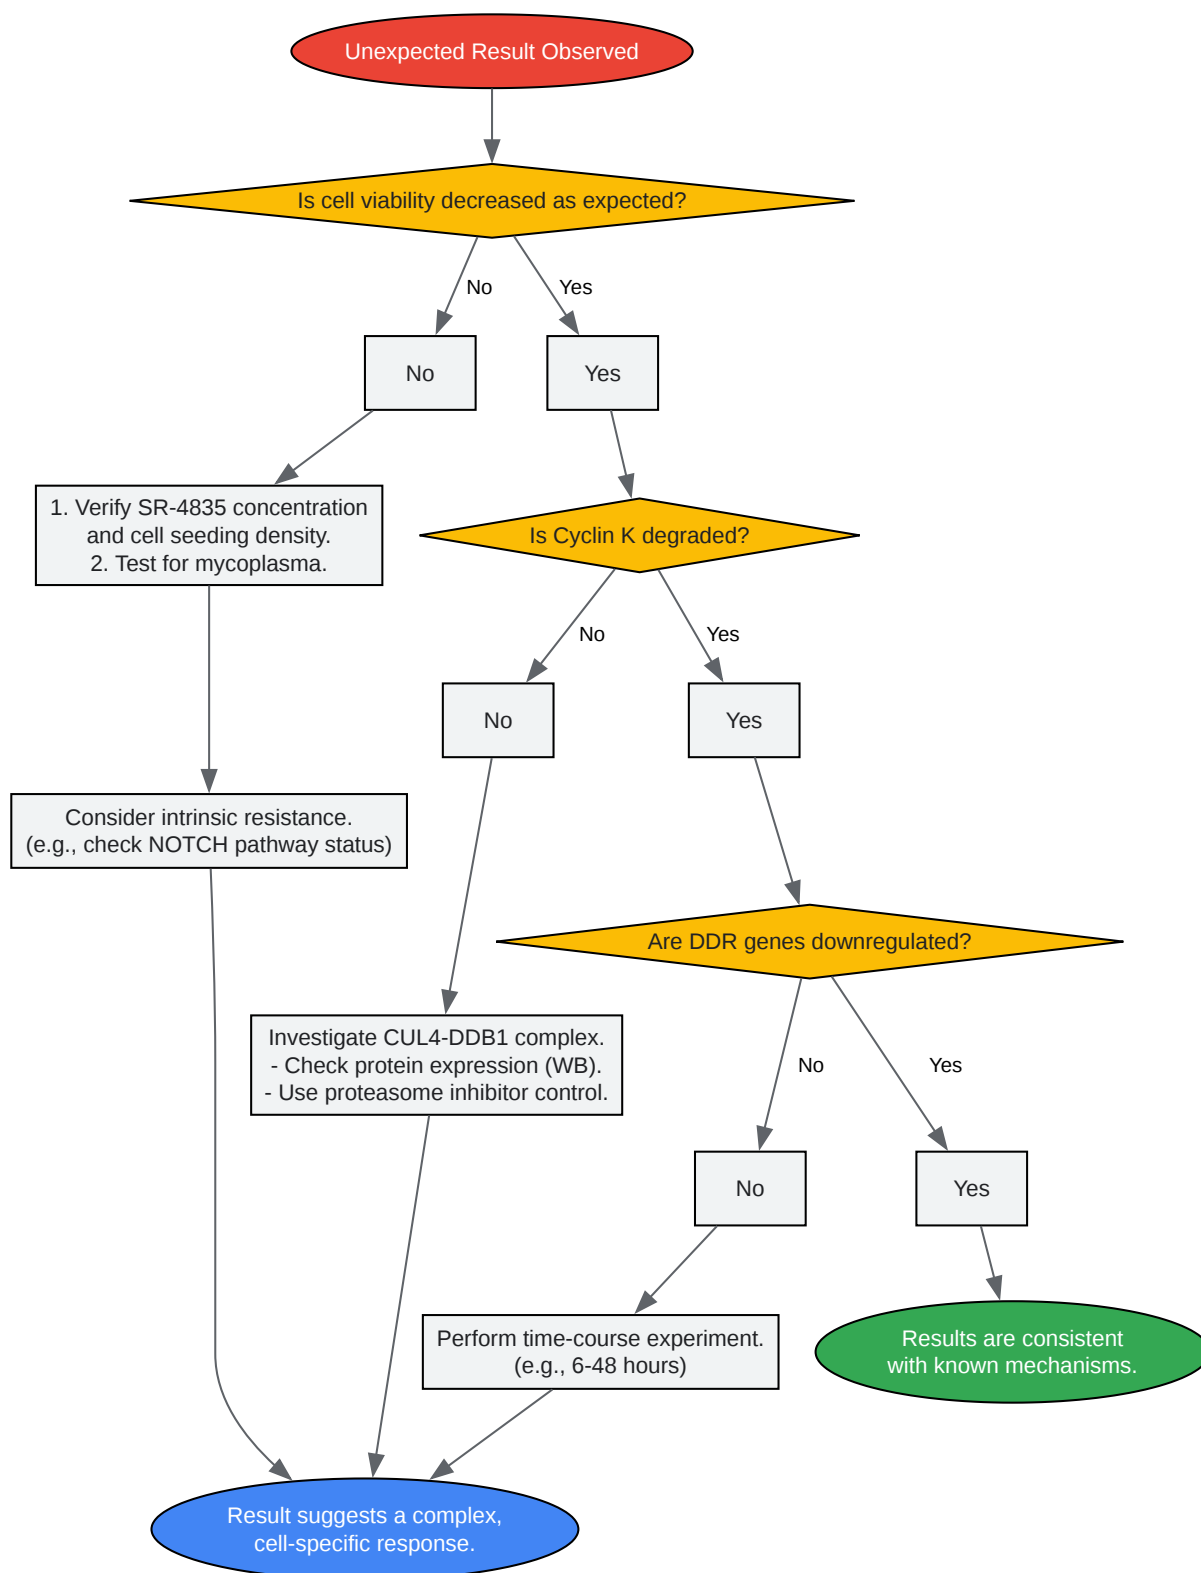 Unexpected Result Observed
Is cell viability decreased as expected?
No
Yes
No
Yes
1. Verify SR-4835 concentration
and cell seeding density.
2. Test for mycoplasma.
Is Cyclin K degraded?
No
Yes
No
Yes
Consider intrinsic resistance.
(e.g., check NOTCH pathway status)
Are DDR genes downregulated?
Investigate CUL4-DDB1 complex.
- Check protein expression (WB).
- Use proteasome inhibitor control.
No
Yes
No
Yes
Perform time-course experiment.
(e.g., 6-48 hours)
Results are consistent
with known mechanisms.
Result suggests a complex,
cell-specific response.